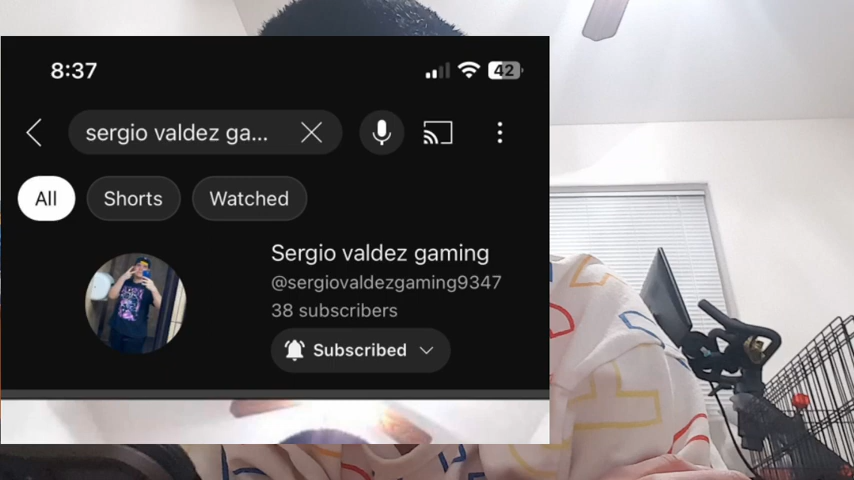 8:37
42
sergio valdez ga...
All
Shorts
Watched
Sergio valdez gaming
@sergiovaldezgaming9347
38 subscribers
Subscribed